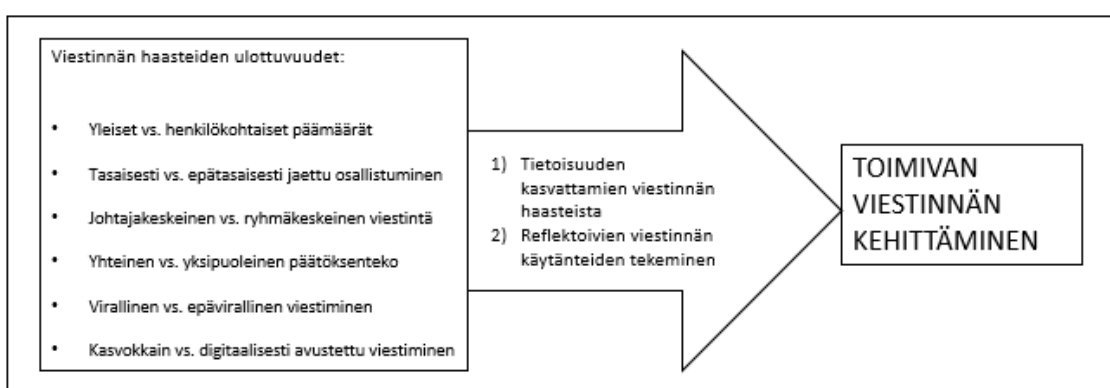 Viestinnän haasteiden ulottuvuudet:
• Yleiset vs. henkilökohtaiset päämäärät
• Tasaisesti vs. epätasaisesti jaettu osallistuminen
• Johtajakeskeinen vs. ryhmäkeskeinen viestintä
• Yhteinen vs. yksipuoleinen päätöksenteko
• Virallinen vs. epävirallinen viestiminen
• Kasvokkain vs. digitaalisesti avustettu viestiminen
1) Tietoisuuden
kasvattamien viestinnän
haasteista
2) Reflektoivien viestinnän
käytänteiden tekeminen
TOIMIVAN
VIESTINNÄN
KEHITTÄMINEN